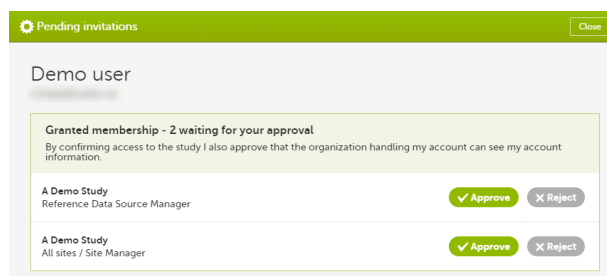 Pending invitations
Close
Demo user
Granted membership - 2 waiting for your approval
By confirming access to the study I also approve that the organization handling my account can see my account
information.
A Demo Study
Reference Data Source Manager
Approve
Reject
A Demo Study
All sites / Site Manager
Approve
Reject